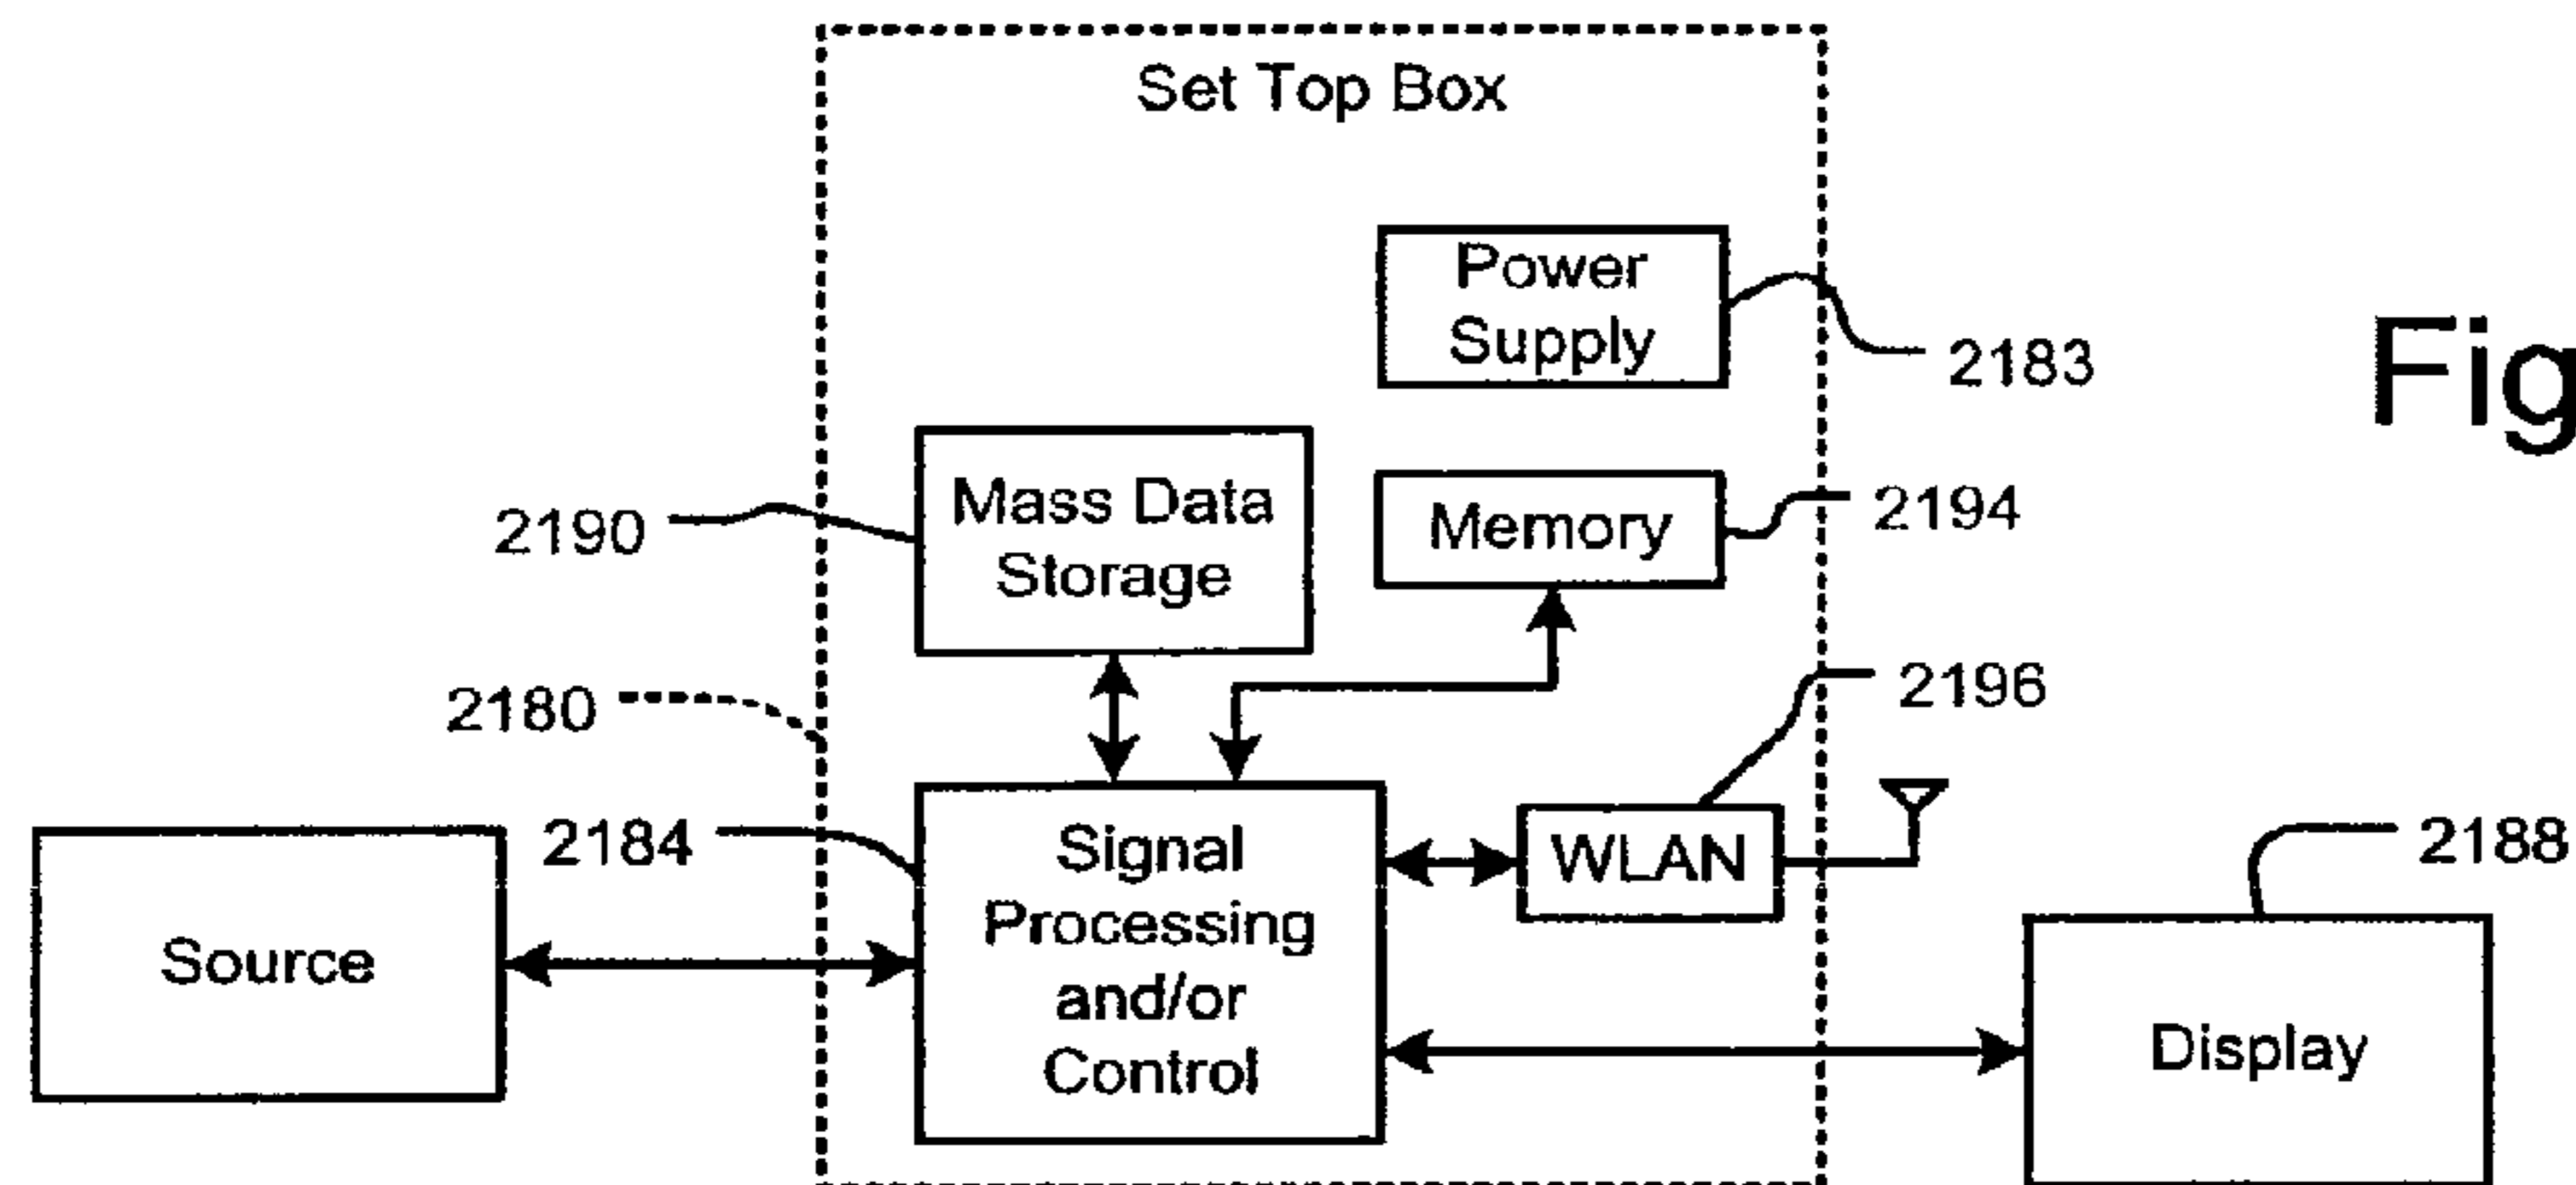 Set Top Box
Power
Supply
2183
Fig
Mass Data
Storage
2190
Memory
2194
2180
2196
2184
Signal
Processing
and/or
Control
WLAN
2188
Source
Display